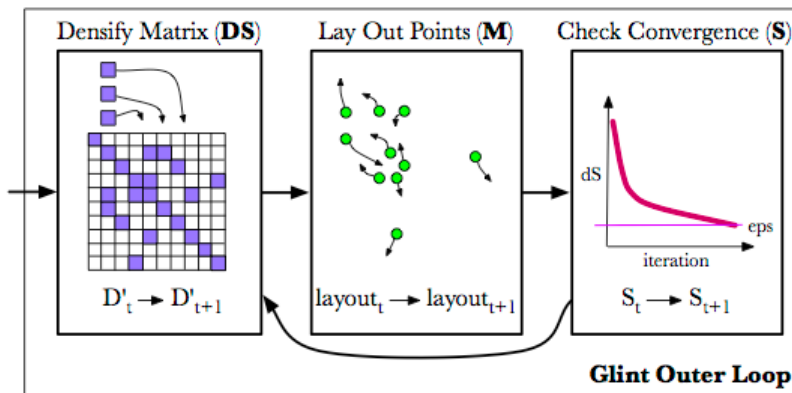 Densify Matrix (DS)
Lay Out Points (M)
Check Convergence (S)
dS
eps
iteration
D't → D't+1
layoutt → layoutt+1
St → St+1
Glint Outer Loop